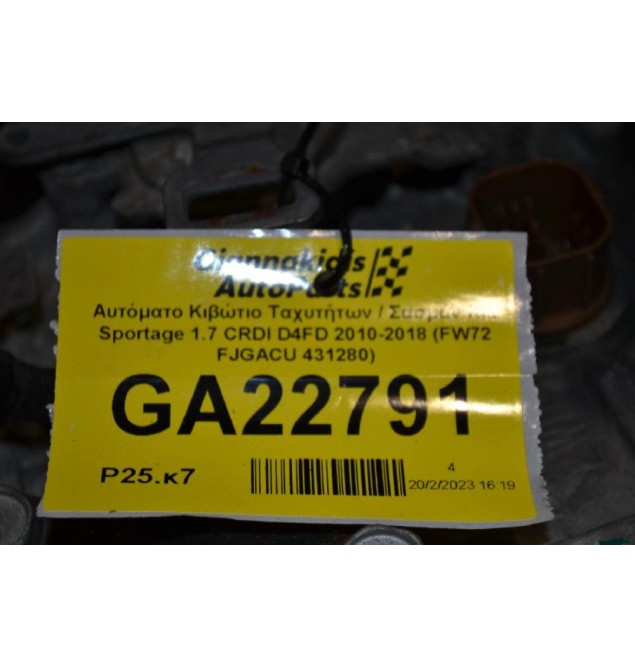 Giannakidis
AutoParts
Αυτόματο Κιβώτιο Ταχυτήτων / Σασμάν Kia
Sportage 1.7 CRDI D4FD 2010-2018 (FW72
FJGACU 431280)
GA22791
P25.κ7
4
20/2/2023 16:19